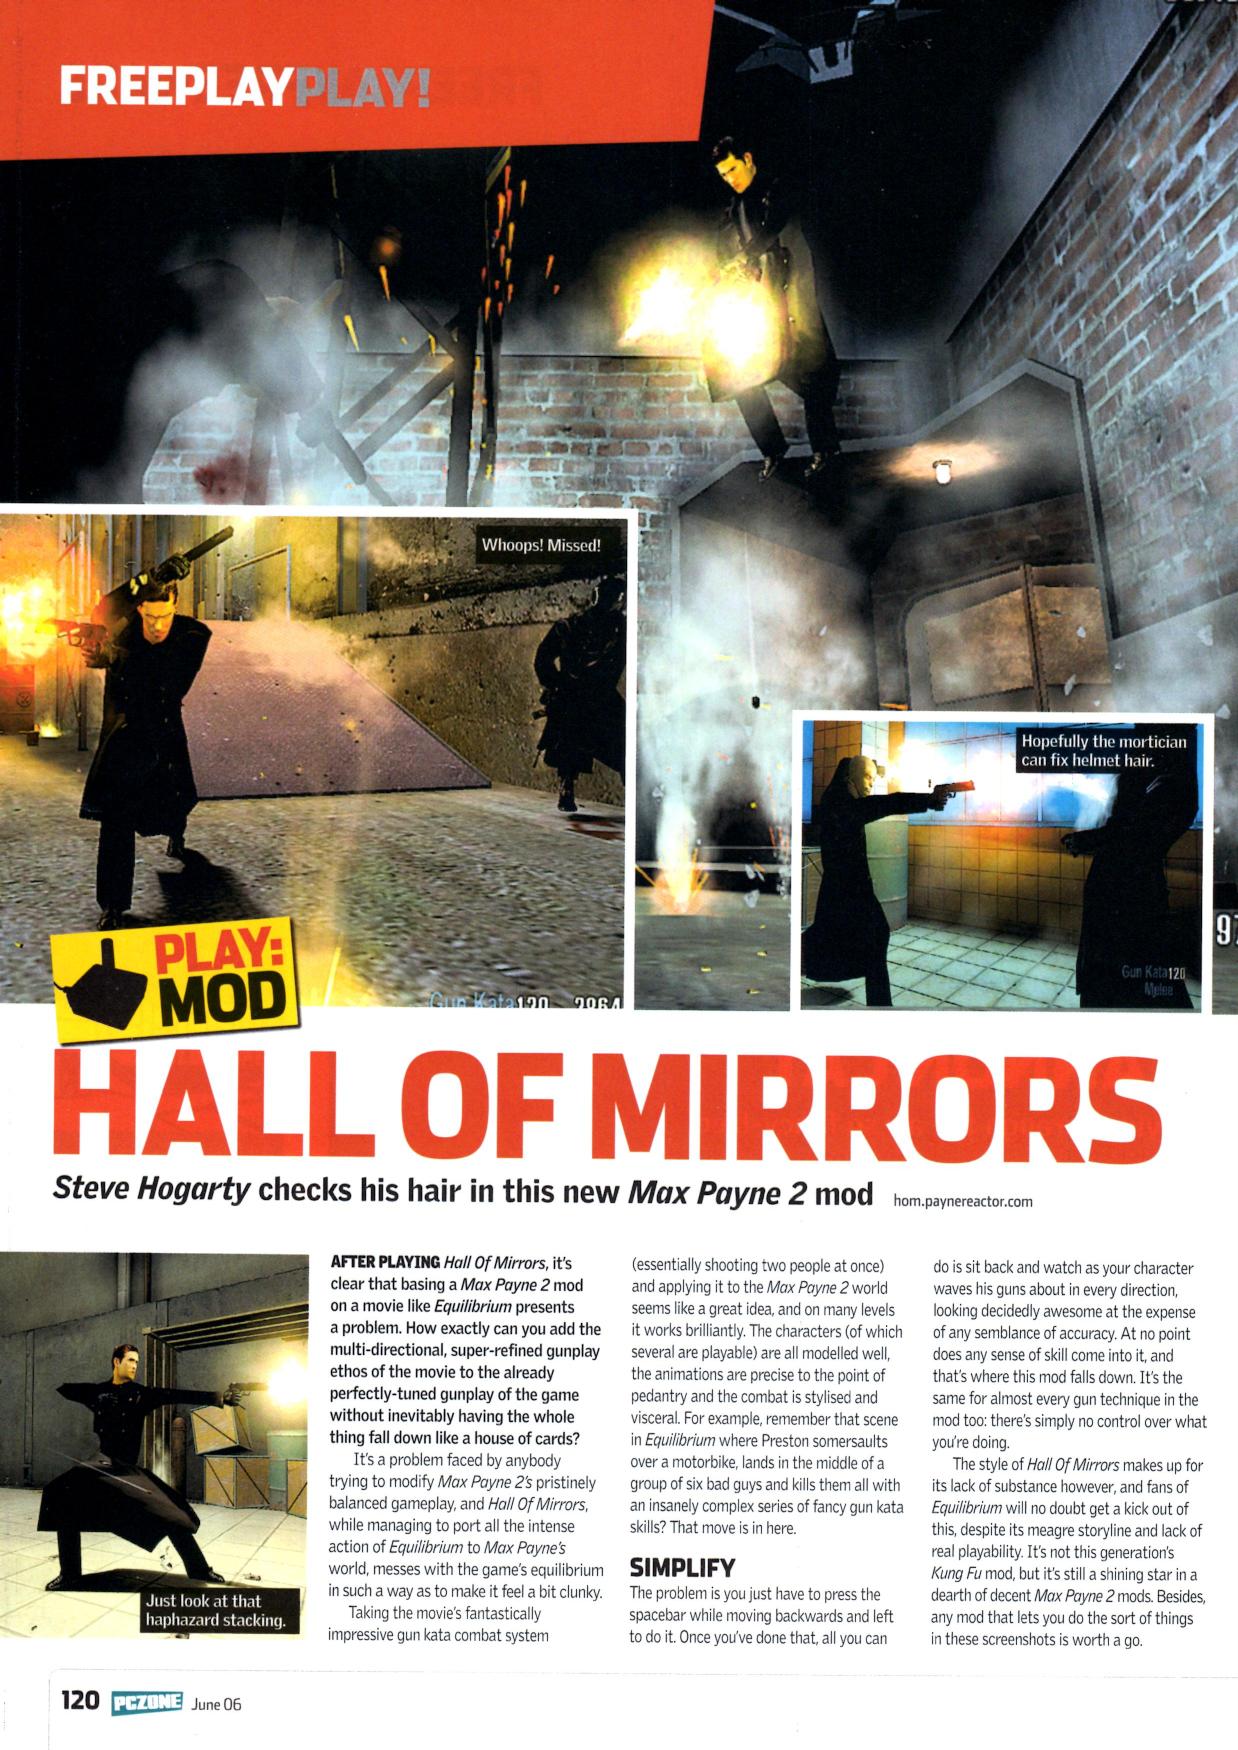 FREEPLAYPLAY!
Whoops! Missed!
Hopefully the mortician
can fix helmet hair.
97
Gun Kata120
Melee
Gun Kata120 2964
PLAY:
MOD
HALL OF MIRRORS
Steve Hogarty checks his hair in this new Max Payne 2 mod hom.paynereactor.com
Just look at that
haphazard stacking.
AFTER PLAYING Hall Of Mirrors, it's
clear that basing a Max Payne 2 mod
on a movie like Equilibrium presents
a problem. How exactly can you add the
multi-directional, super-refined gunplay
ethos of the movie to the already
perfectly-tuned gunplay of the game
without inevitably having the whole
thing fall down like a house of cards?
It's a problem faced by anybody
trying to modify Max Payne 2's pristinely
balanced gameplay, and Hall Of Mirrors,
while managing to port all the intense
action of Equilibrium to Max Payne's
world, messes with the game's equilibrium
in such a way as to make it feel a bit clunky.
Taking the movie's fantastically
impressive gun kata combat system
(essentially shooting two people at once)
and applying it to the Max Payne 2 world
seems like a great idea, and on many levels
it works brilliantly. The characters (of which
several are playable) are all modelled well,
the animations are precise to the point of
pedantry and the combat is stylised and
visceral. For example, remember that scene
in Equilibrium where Preston somersaults
over a motorbike, lands in the middle of a
group of six bad guys and kills them all with
an insanely complex series of fancy gun kata
skills? That move is in here.
SIMPLIFY
The problem is you just have to press the
spacebar while moving backwards and left
to do it. Once you've done that, all you can
do is sit back and watch as your character
waves his guns about in every direction,
looking decidedly awesome at the expense
of any semblance of accuracy. At no point
does any sense of skill come into it, and
that's where this mod falls down. It's the
same for almost every gun technique in the
mod too: there's simply no control over what
you're doing.
The style of Hall Of Mirrors makes up for
its lack of substance however, and fans of
Equilibrium will no doubt get a kick out of
this, despite its meagre storyline and lack of
real playability. It's not this generation's
Kung Fu mod, but it's still a shining star in a
dearth of decent Max Payne 2 mods. Besides,
any mod that lets you do the sort of things
in these screenshots is worth a go.
120 PCZONE June 06